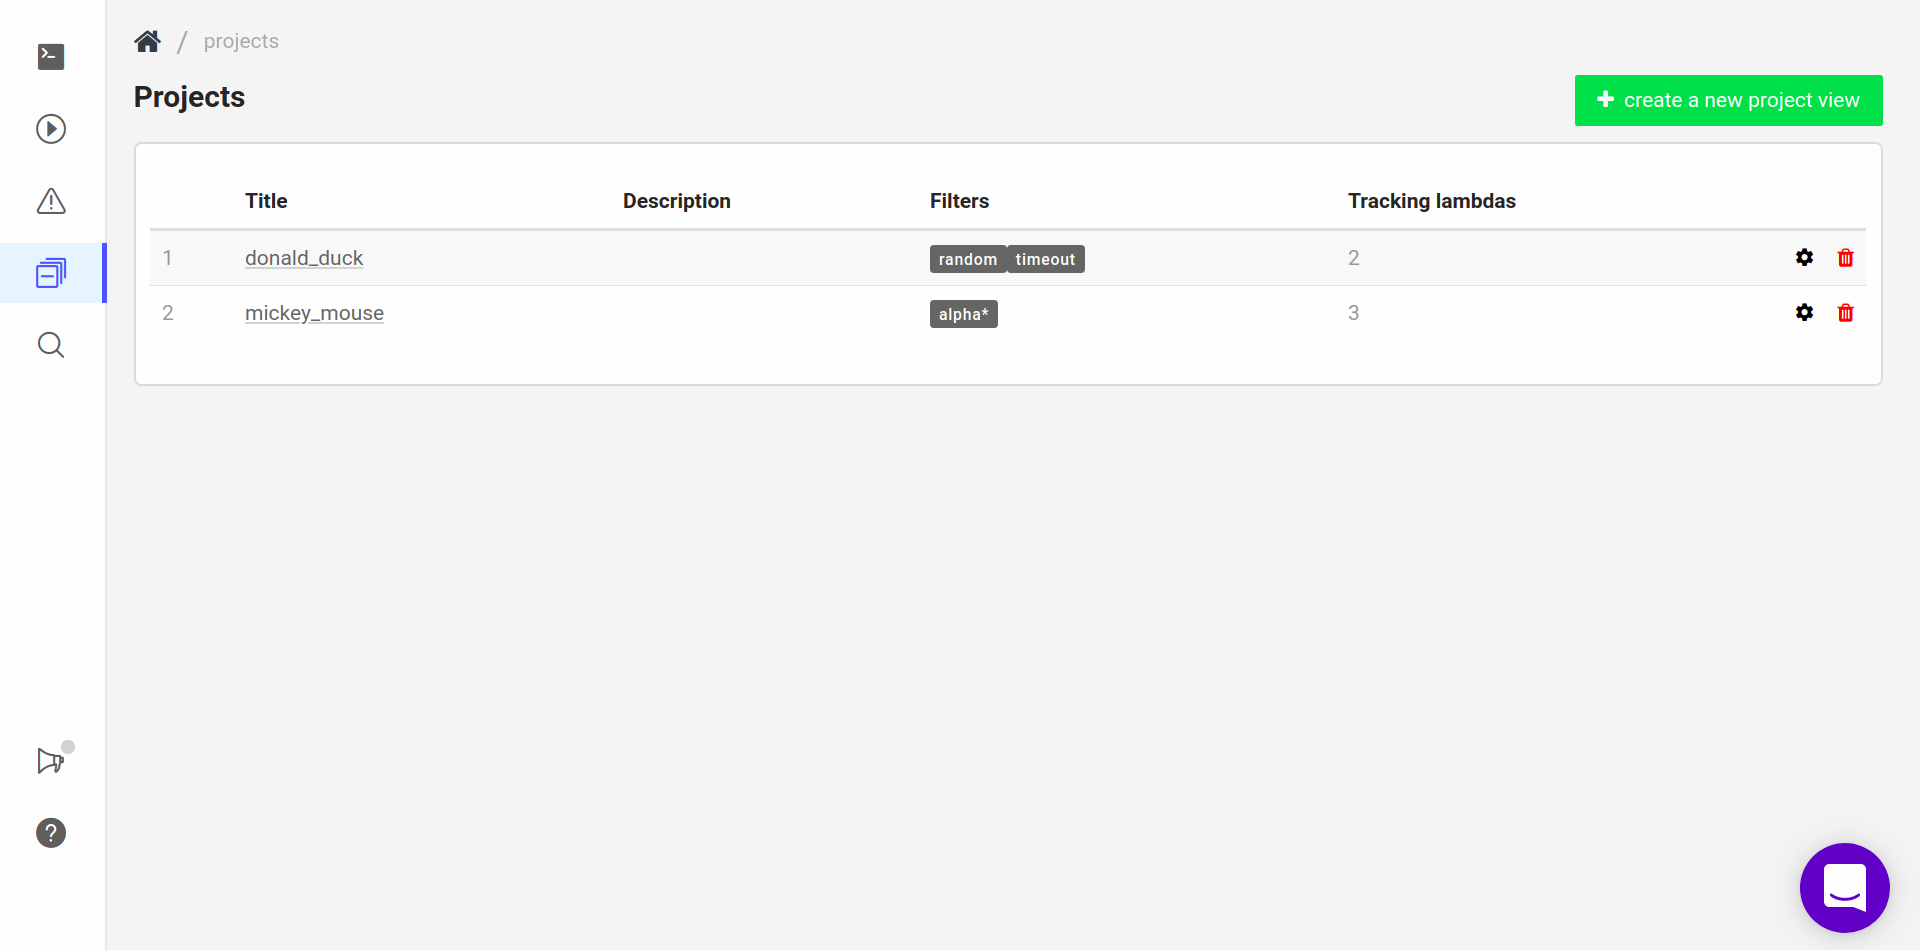 / projects
Projects
create a new project view
Title Description Filters Tracking lambdas
1 donald_duck random timeout 2
2 mickey_mouse alpha* 3